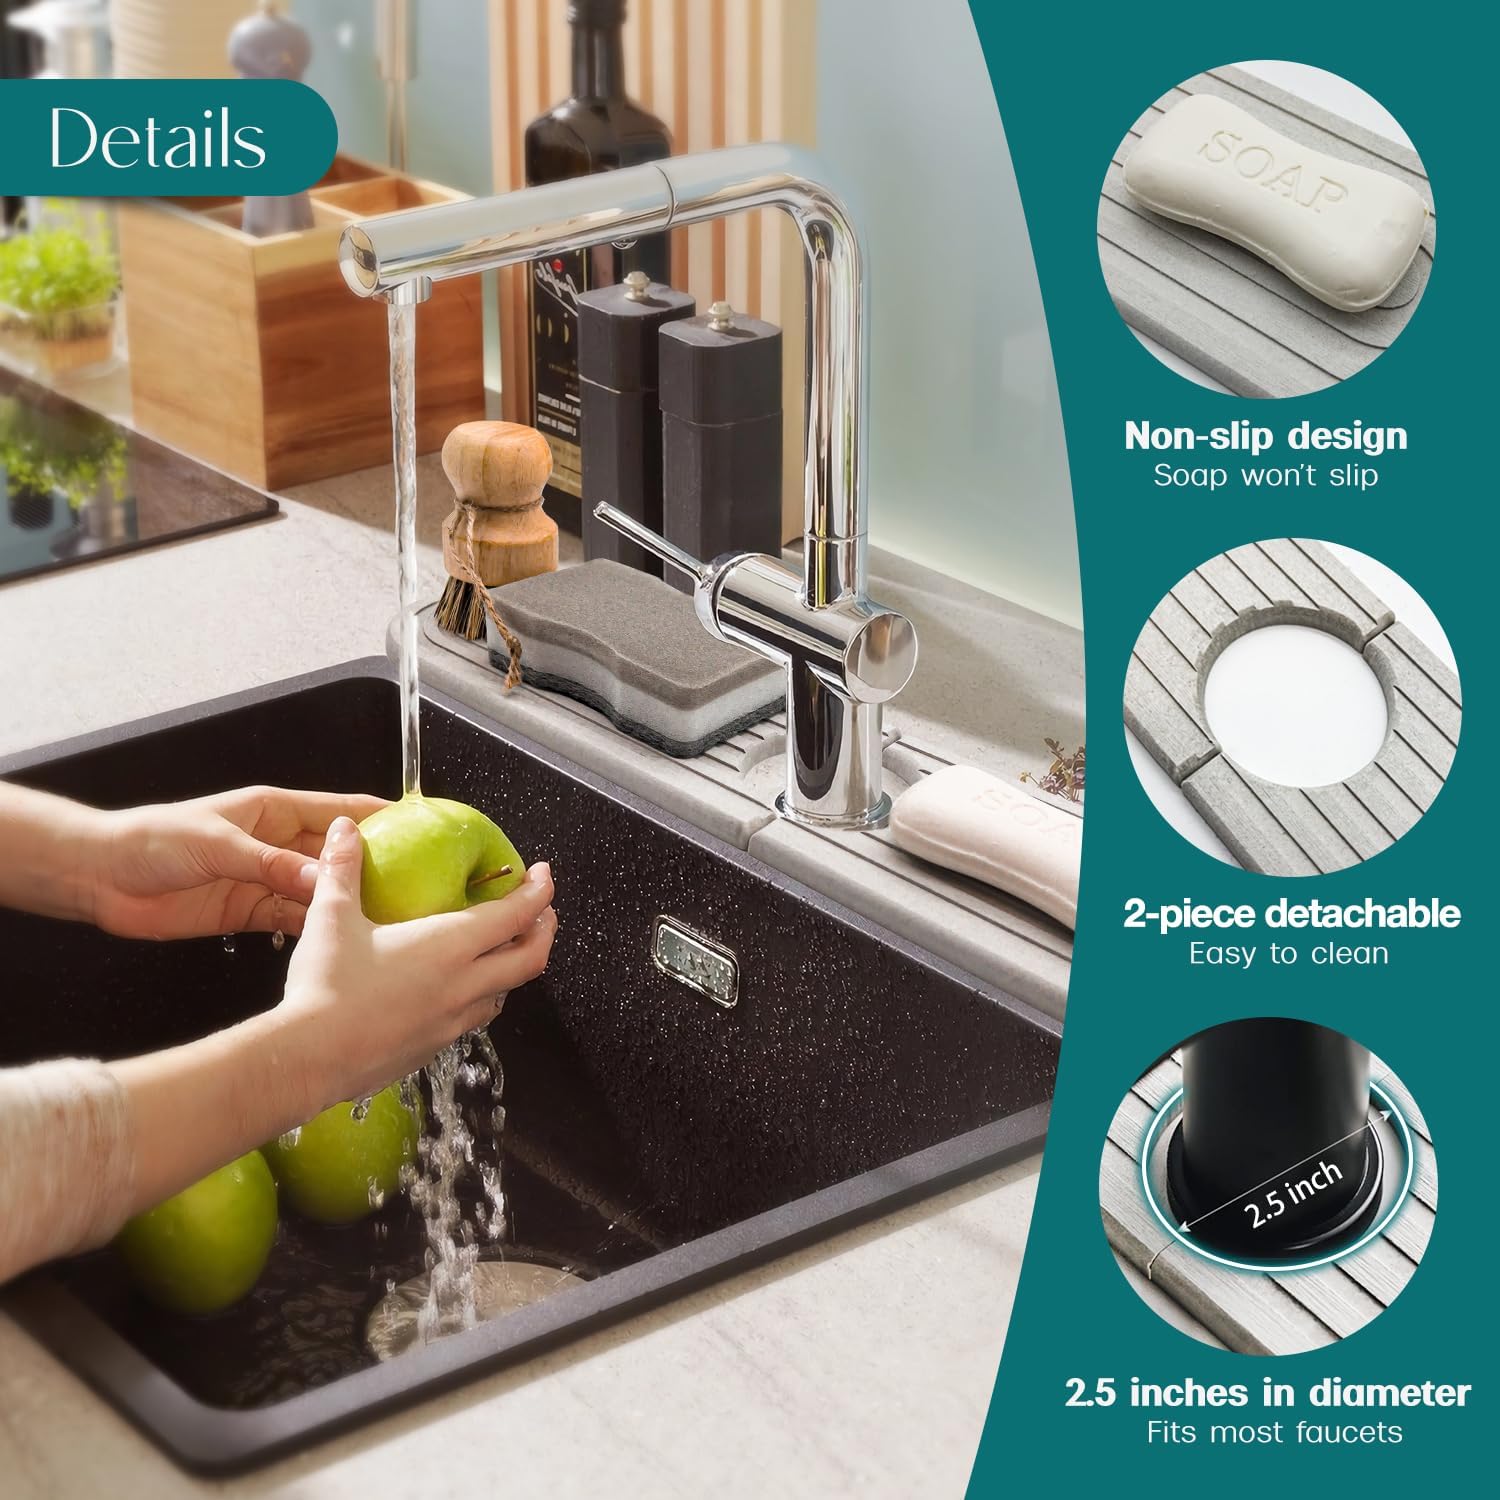 Details
SOAP
Non-slip design
Soap won't slip
SOA
2-piece detachable
Easy to clean
2.5 inch
2.5 inches in diameter
Fits most faucets